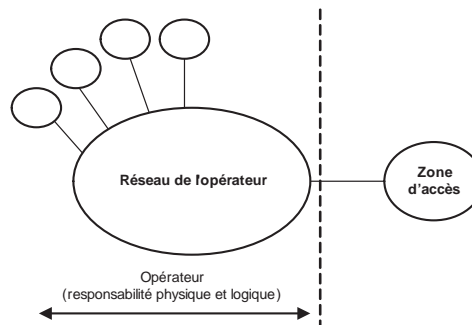 Réseau de l'opérateur
Zone
d'accès
Opérateur
(responsabilité physique et logique)